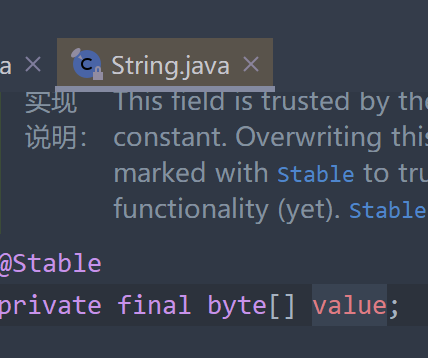 a String.java
实现 This field is trusted by the
说明： constant. Overwriting this
marked with Stable to tru
functionality (yet). Stable
@Stable
private final byte[] value;